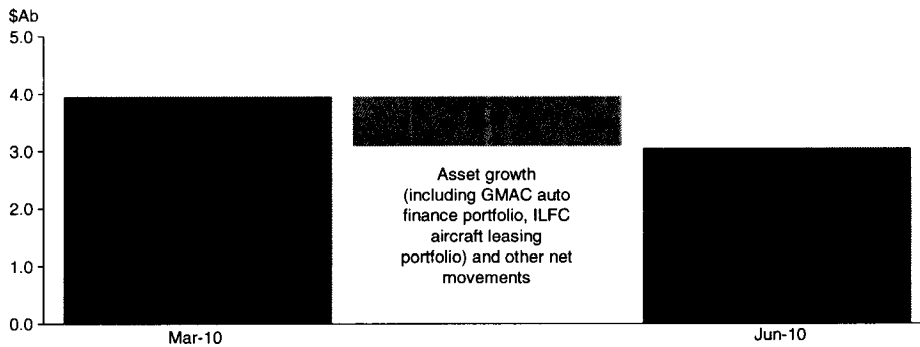 $Ab
5.0
4.0
3.0
2.0
1.0
0.0
Asset growth
(including GMAC auto
finance portfolio, ILFC
aircraft leasing
portfolio) and other net
movements
Mar-10
Jun-10